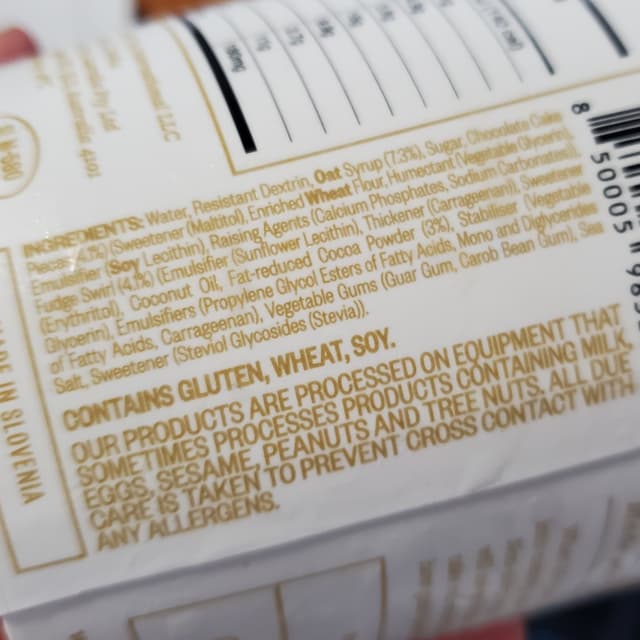 INGREDIENTS: Water, Resistant Dextrin, Oat Syrup (7.3%), Sugar, Chocolate Cake
Pieces (Sweetener (Maltitol), Enriched Wheat Flour, Humectant (Vegetable Glycerin),
Emulsifier (Soy Lecithin), Raising Agents (Calcium Phosphates, Sodium Carbonates),
Fudge Swirl (4.%) (Emulsifier (Sunflower Lecithin), Thickener (Carrageenan), Sweetener
(Erythritol), Coconut Oil, Fat-reduced Cocoa Powder (3%), Stabilizer (Vegetable
Glycerin), Emulsifiers (Propylene Glycol Esters of Fatty Acids, Mono and Diglycerides
of Fatty Acids, Carrageenan), Vegetable Gums (Guar Gum, Carob Bean Gum), Sea
Salt, Sweetener (Steviol Glycosides (Stevia)).
CONTAINS GLUTEN, WHEAT, SOY.
OUR PRODUCTS ARE PROCESSED ON EQUIPMENT THAT
SOMETIMES PROCESSES PRODUCTS CONTAINING MILK,
EGGS, SESAME, PEANUTS AND TREE NUTS. ALL DUE
CARE IS TAKEN TO PREVENT CROSS CONTACT WITH
ANY ALLERGENS.
IN SLOVENIA
8 50005
LLC